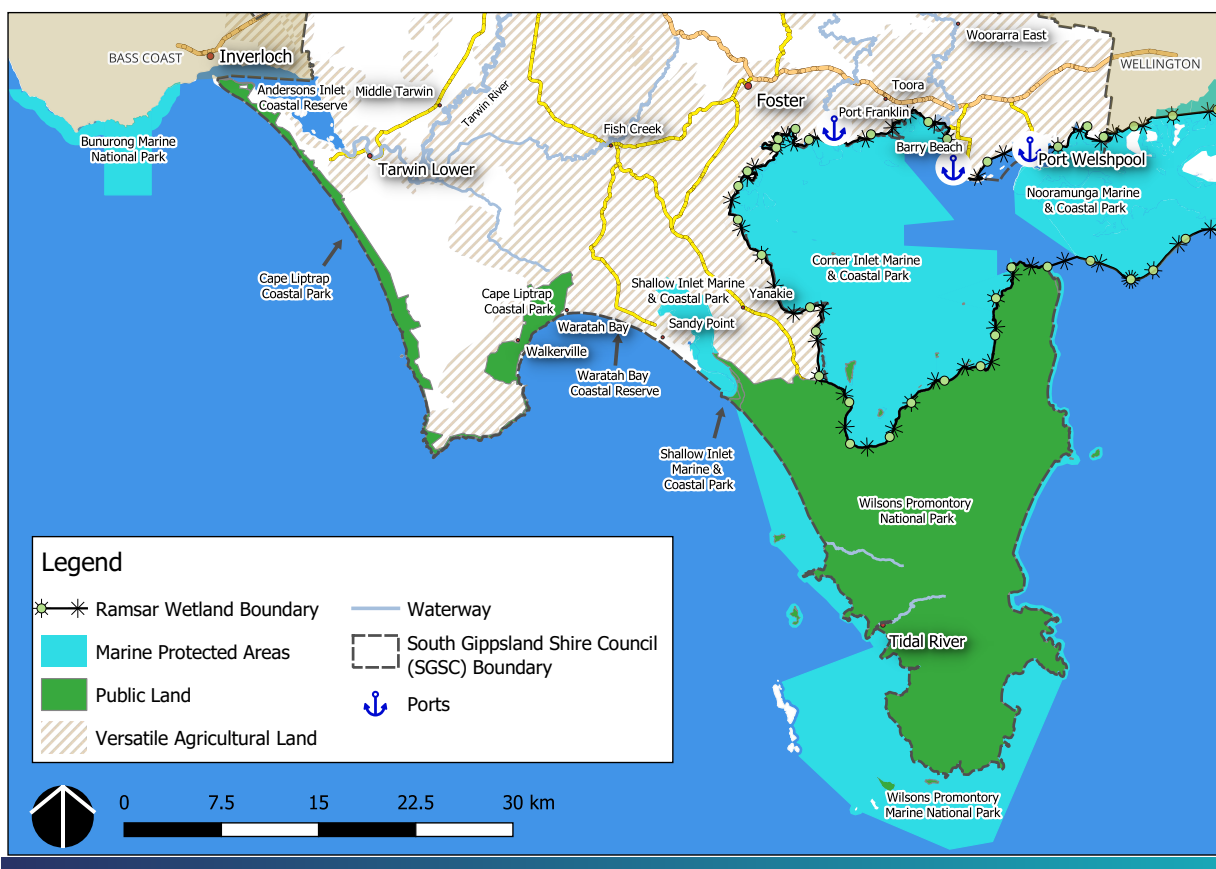 Woorarra East
BASS COAST
Inverloch
WELLINGTON
Andersons Inlet
Coastal Reserve
Middle Tarwin
Tarwin River
Toora
Foster
Port Franklin
Fish Creek
Bunurong Marine
National Park
Barry Beach
Port Welshpool
Tarwin Lower
Nooramunga Marine
& Coastal Park
Corner Inlet Marine
& Coastal Park
Cape Liptrap
Coastal Park
Shallow Inlet Marine
& Coastal Park
Yanakie
Cape Liptrap
Coastal Park
Waratah Bay
Sandy Point
Walkerville
Waratah Bay
Coastal Reserve
Shallow Inlet
Marine &
Coastal Park
Wilsons Promontory
National Park
Tidal River
Wilsons Promontory
Marine National Park
Legend
Ramsar Wetland Boundary
Marine Protected Areas
Public Land
Versatile Agricultural Land
Waterway
South Gippsland Shire Council
(SGSC) Boundary
Ports
0 7.5 15 22.5 30 km